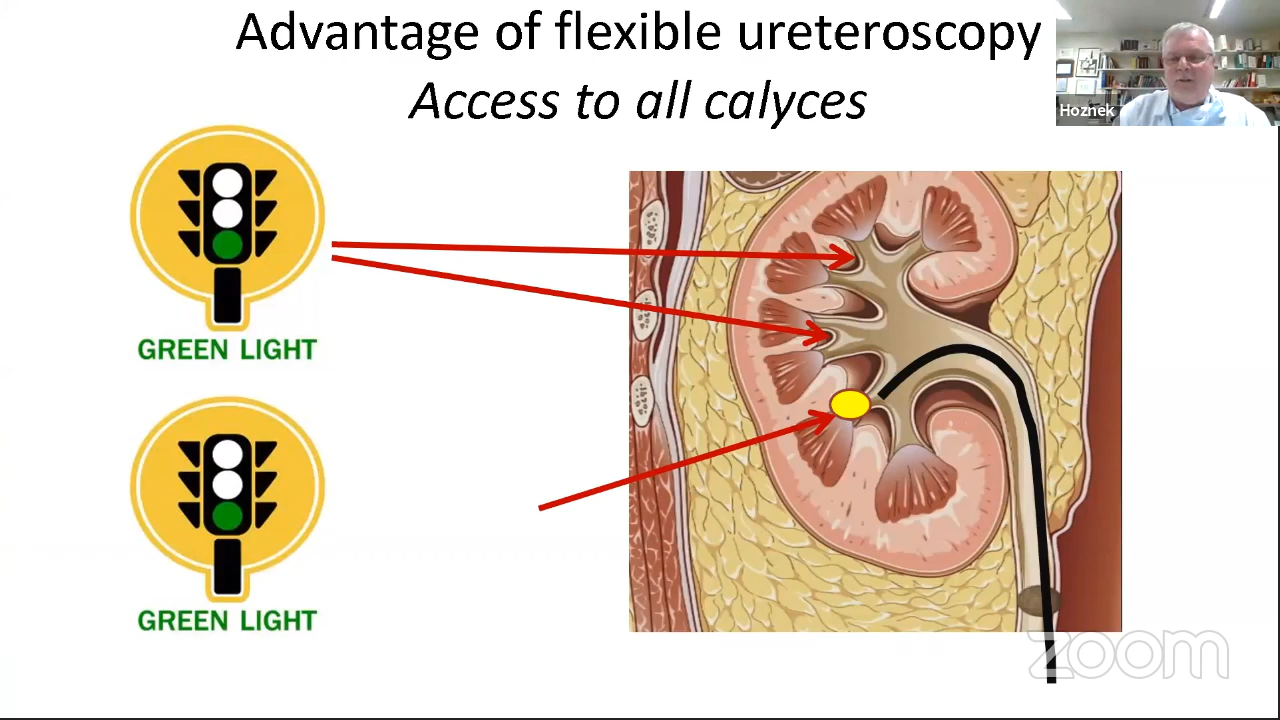 Advantage of flexible ureteroscopy
Access to all calyces
Hoznek
GREEN LIGHT
GREEN LIGHT
zoom